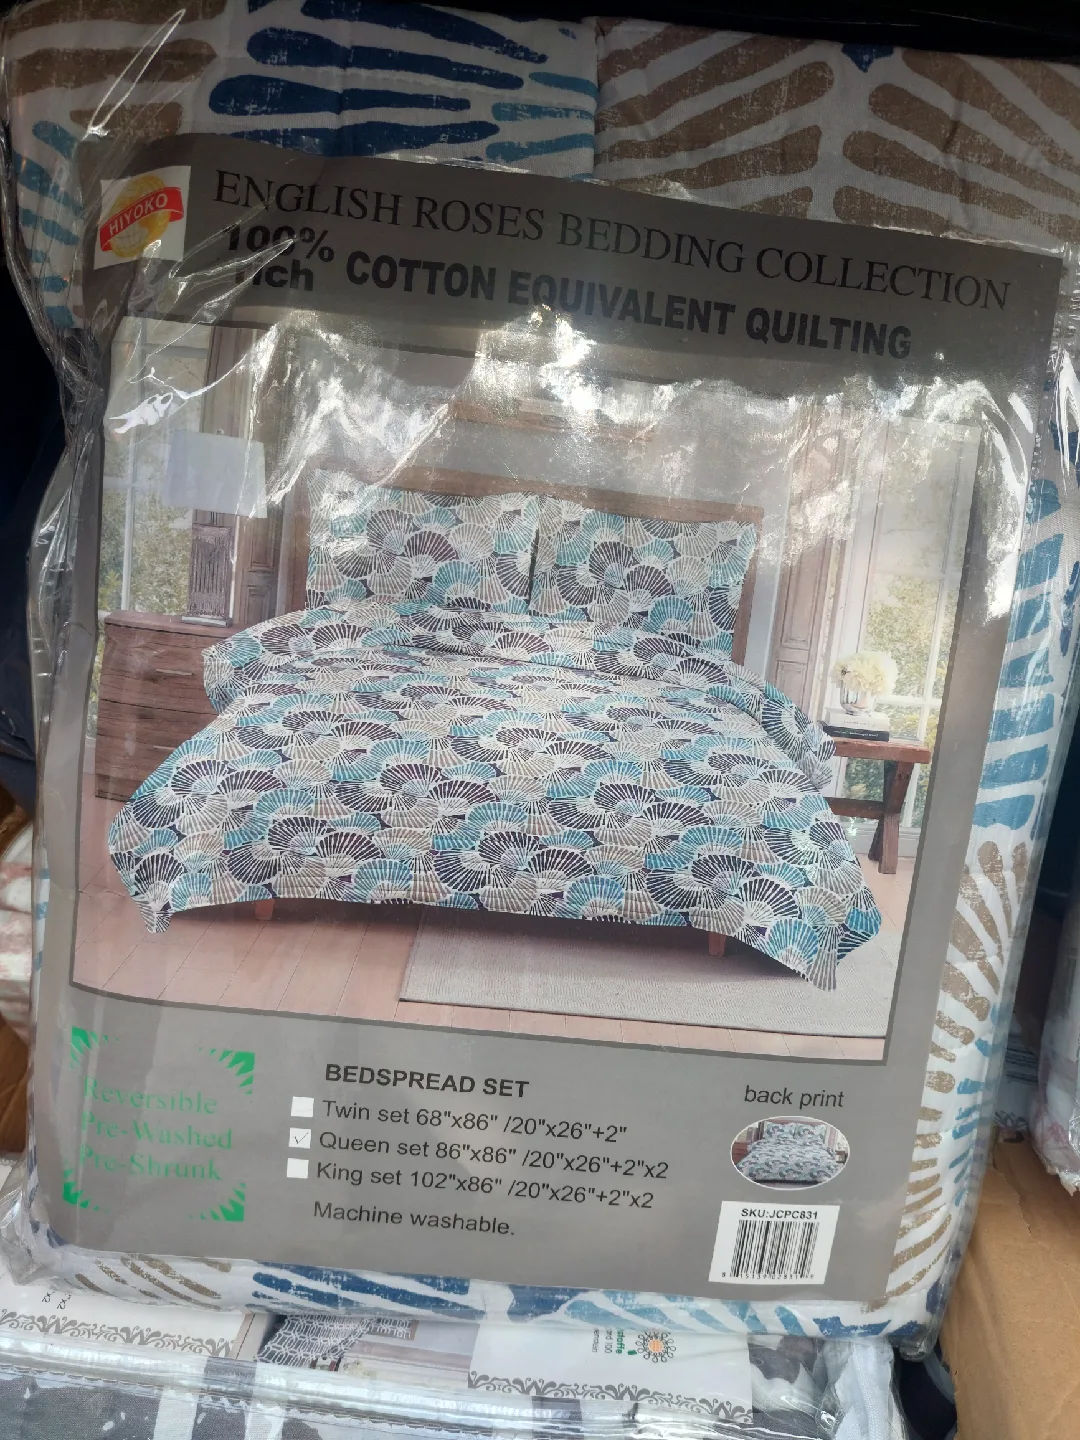 HIYOKO
ENGLISH ROSES BEDDING COLLECTION
100%
rich COTTON EQUIVALENT QUILTING
Reversible
Pre-Washed
Pre-Shrunk
BEDSPREAD SET
Twin set 68"x86" /20"x26"+2"
Queen set 86"x86" /20"x26"+2"x2
King set 102"x86" /20"x26"+2"x2
Machine washable.
back print
SKU:JCPC831